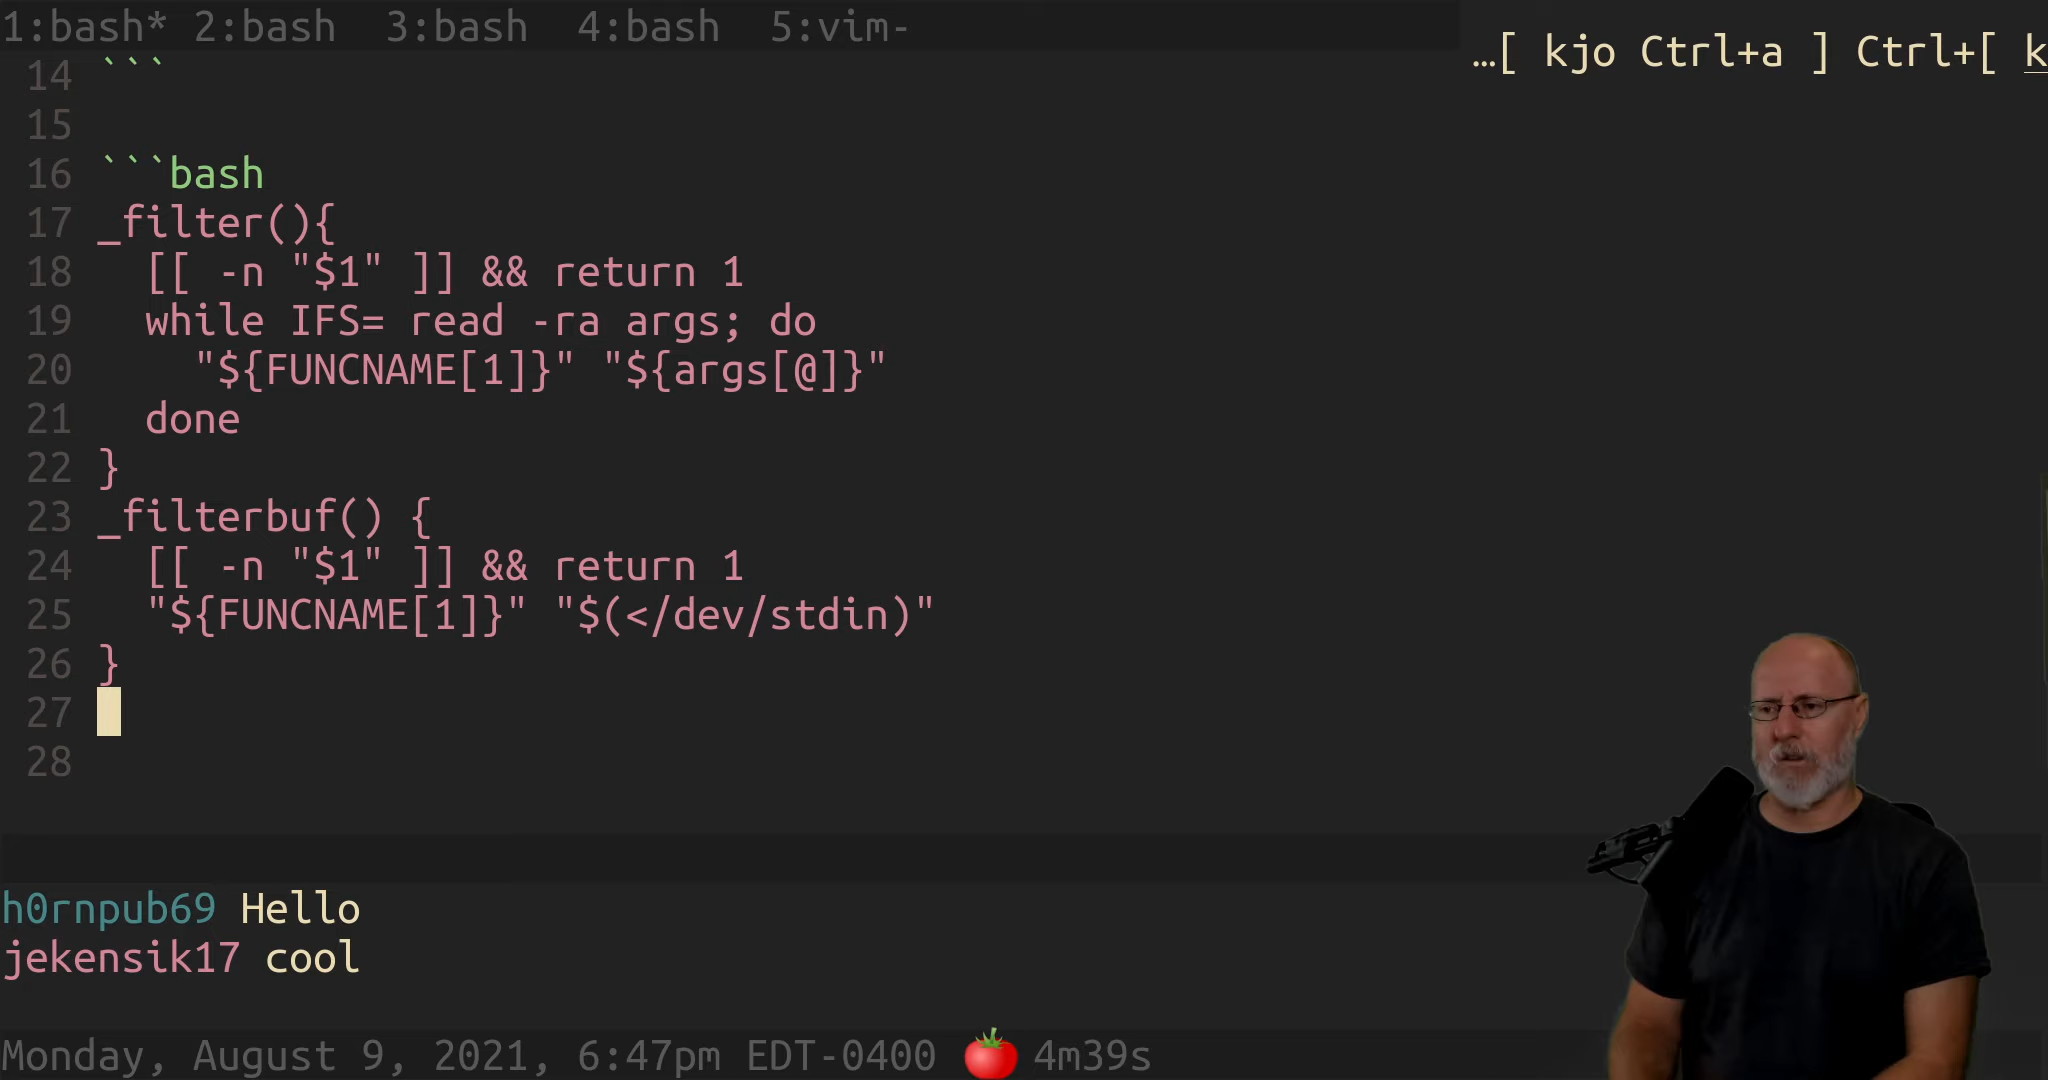 1:bash* 2:bash  3:bash  4:bash  5:vim-
…[ kjo Ctrl+a ] Ctrl+[ k
14 ```
15
16 ```bash
17 _filter(){
18   [[ -n "$1" ]] && return 1
19   while IFS= read -ra args; do
20     "${FUNCNAME[1]}" "${args[@]}"
21   done
22 }
23 _filterbuf() {
24   [[ -n "$1" ]] && return 1
25   "${FUNCNAME[1]}" "$(</dev/stdin)"
26 }
27
28
h0rnpub69 Hello
jekensik17 cool
Monday, August 9, 2021, 6:47pm EDT-0400 🍅 4m39s